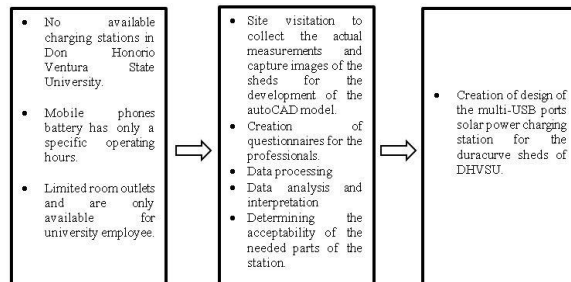 • No available
charging stations in
Don Honorio
Ventura State
University.
• Mobile phones
battery has only a
specific operating
hours.
• Limited room outlets
and are only
available for
university employee.
• Site visitation to
collect the actual
measurements and
capture images of the
sheds for the
development of the
autoCAD model.
• Creation of
questionnaires for the
professionals.
• Data processing
• Data analysis and
interpretation
• Determining the
acceptability of the
needed parts of the
station.
• Creation of design of
the multi-USB ports
solar power charging
station for the
duracurve sheds of
DHVSU.